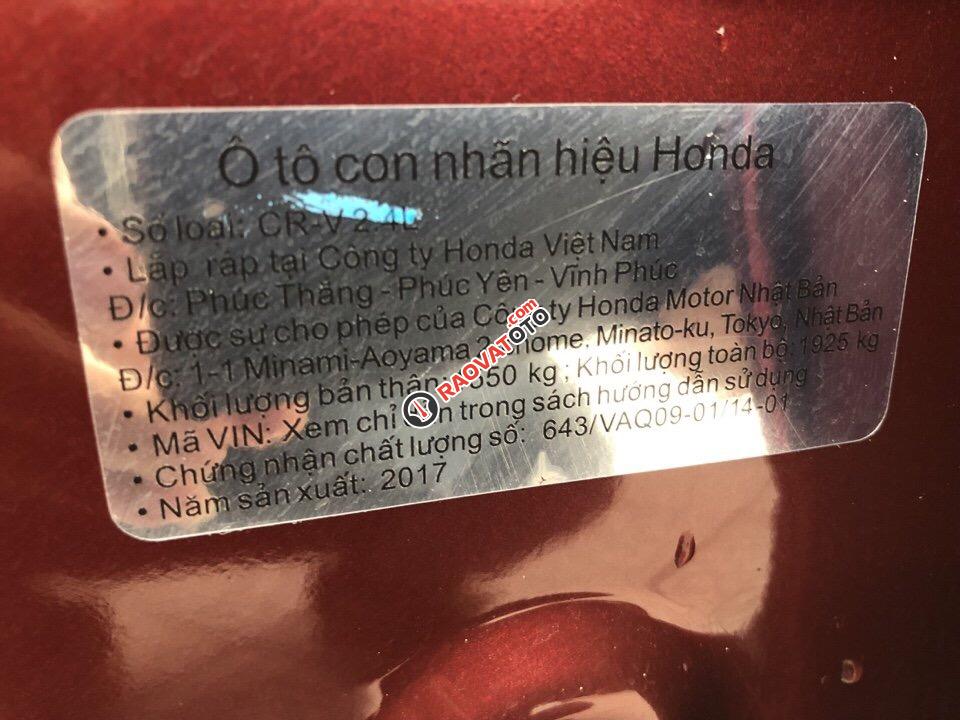 Ô tô con nhãn hiệu Honda
• Số loại: CR-V 2.4L
• Lắp ráp tại Công ty Honda Việt Nam
Đ/c: Phúc Thắng - Phúc Yên - Vĩnh Phúc
• Được sự cho phép của Công ty Honda Motor Nhật Bản
Đ/c: 1-1 Minami-Aoyama Minato-ku, Tokyo, Nhật Bản
• Khối lượng bản thân 550 kg; Khối lượng toàn bộ: 1925 kg
• Mã VIN: Xem chỉ dẫn trong sách hướng dẫn sử dụng
• Chứng nhận chất lượng số: 643/VAQ09-01/14-01
• Năm sản xuất: 2017
RAOVATOTO.com